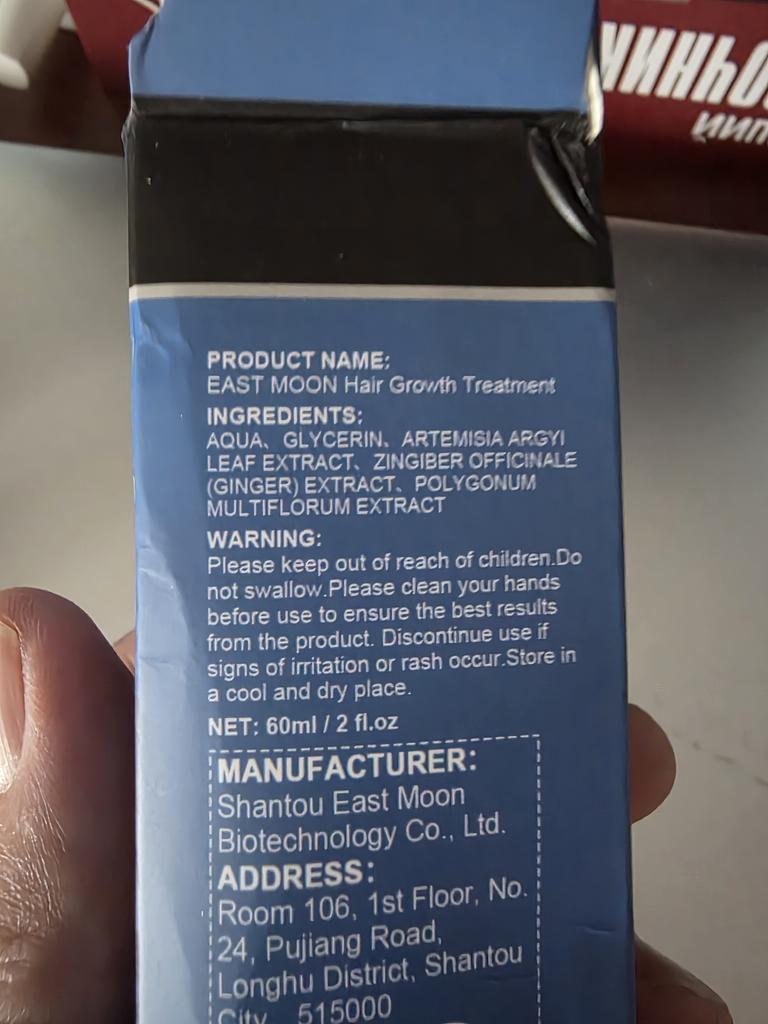 ЧИНЬО
ИИП
PRODUCT NAME:
EAST MOON Hair Growth Treatment
INGREDIENTS:
AQUA、GLYCERIN、ARTEMISIA ARGYI
LEAF EXTRACT、ZINGIBER OFFICINALE
(GINGER) EXTRACT、POLYGONUM
MULTIFLORUM EXTRACT
WARNING:
Please keep out of reach of children.Do
not swallow.Please clean your hands
before use to ensure the best results
from the product. Discontinue use if
signs of irritation or rash occur.Store in
a cool and dry place.
NET: 60ml / 2 fl.oz
MANUFACTURER:
Shantou East Moon
Biotechnology Co., Ltd.
ADDRESS:
Room 106, 1st Floor, No.
24, Pujiang Road,
Longhu District, Shantou
City, 515000